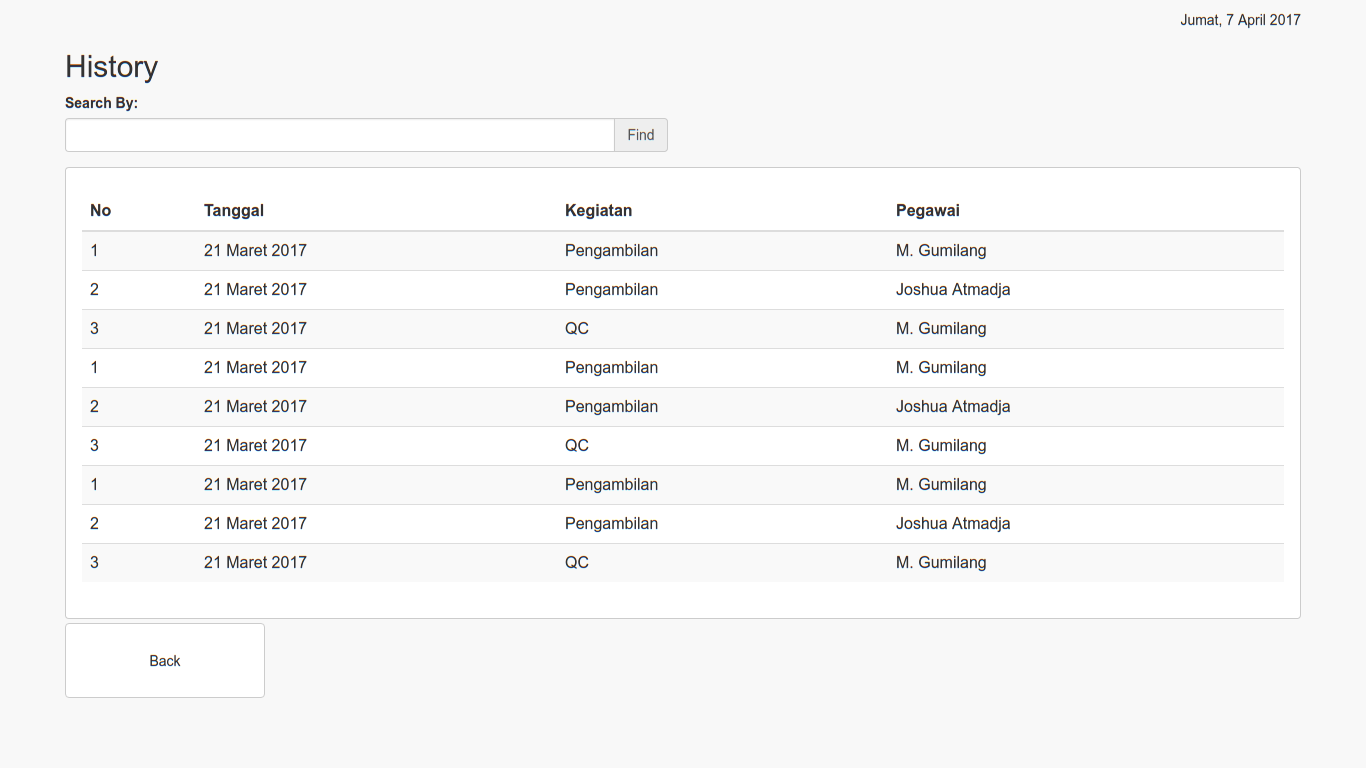 Jumat, 7 April 2017
History
Search By:
Find
No Tanggal Kegiatan Pegawai
1 21 Maret 2017 Pengambilan M. Gumilang
2 21 Maret 2017 Pengambilan Joshua Atmadja
3 21 Maret 2017 QC M. Gumilang
1 21 Maret 2017 Pengambilan M. Gumilang
2 21 Maret 2017 Pengambilan Joshua Atmadja
3 21 Maret 2017 QC M. Gumilang
1 21 Maret 2017 Pengambilan M. Gumilang
2 21 Maret 2017 Pengambilan Joshua Atmadja
3 21 Maret 2017 QC M. Gumilang
Back